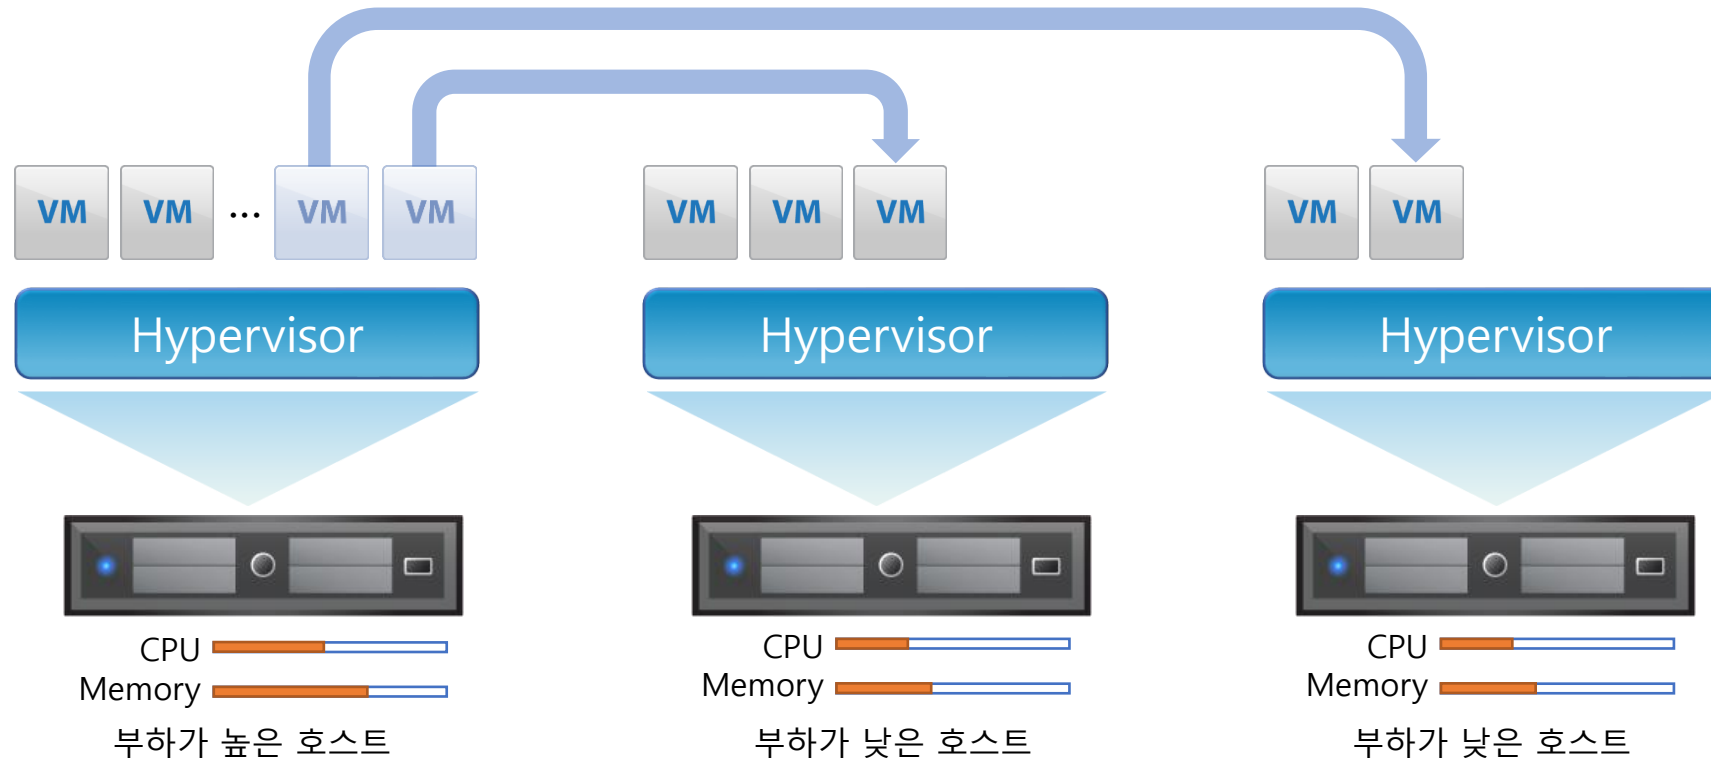 VM VM ... VM VM
VM VM VM
VM VM
Hypervisor
Hypervisor
Hypervisor
CPU
Memory
부하가 높은 호스트
CPU
Memory
부하가 낮은 호스트
CPU
Memory
부하가 낮은 호스트